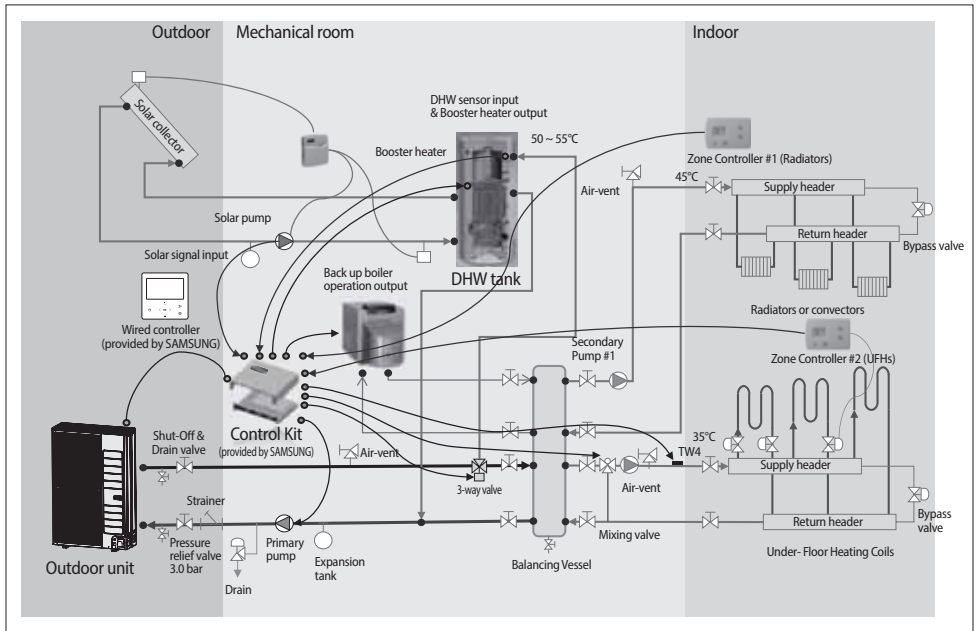 Outdoor
Mechanical room
Indoor
Solar collector
DHW sensor input
& Booster heater output
Booster heater
50 ~ 55°C
Air-vent
45°C
Zone Controller #1 (Radiators)
Supply header
Return header
Bypass valve
Solar pump
Solar signal input
DHW tank
Back up boiler
operation output
Wired controller
(provided by SAMSUNG)
Radiators or convectors
Secondary
Pump #1
Zone Controller #2 (UFHs)
Control Kit
(provided by SAMSUNG)
Shut-Off &
Drain valve
Air-vent
35°C
TW4
Supply header
3-way valve
Air-vent
Strainer
Mixing valve
Return header
Bypass
valve
Pressure
relief valve
3.0 bar
Primary
pump
Expansion
tank
Balancing Vessel
Under- Floor Heating Coils
Outdoor unit
Drain